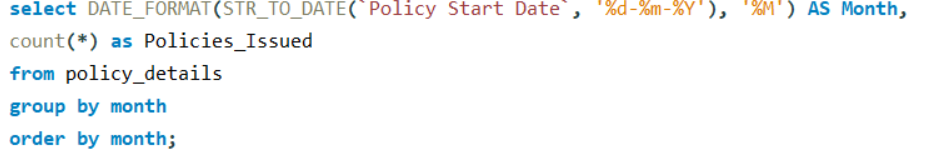 select DATE_FORMAT(STR_TO_DATE(`Policy Start Date`, '%d-%m-%Y'), '%M') AS Month,
count(*) as Policies_Issued
from policy_details
group by month
order by month;